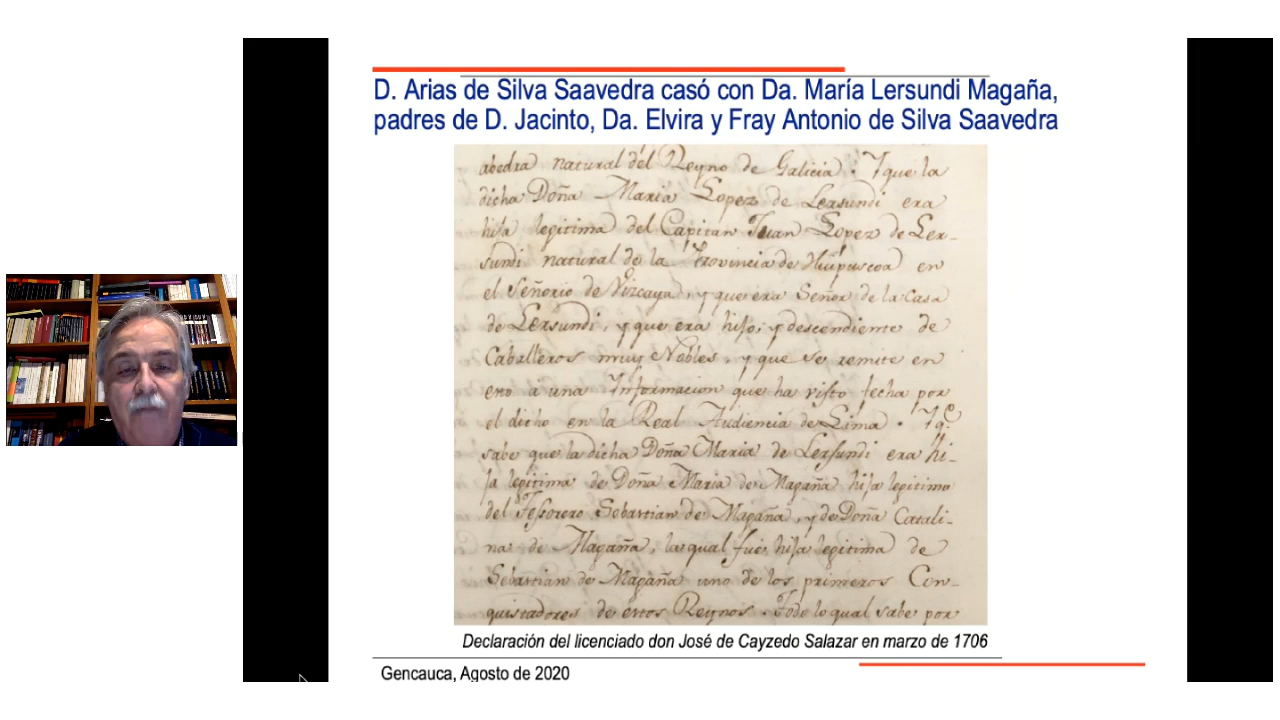 D. Arias de Silva Saavedra casó con Da. María Lersundi Magaña,
padres de D. Jacinto, Da. Elvira y Fray Antonio de Silva Saavedra
abedra natural del Reyno de Galicia. Y que la
dicha Doña Maria Lopez de Lersundi era
hija legitima del Capitan Juan Lopez de Ler-
sundi natural de la Provincia de Huipuscoa en
el Señorio de Vizcaya, y que era Señor de la Casa
de Lersundi, y que era hijo, y descendiente de
Caballeros muy Nobles, y que se remite en
esto a una Informacion que ha visto fecha por
el dicho en la Real Audiencia de Lima. Y q.e
sabe que la dicha Doña Maria de Lersundi era hi-
ja legitima de Doña Maria de Magaña hija legitima
del Tessorero Sebastian de Magaña, y de Doña Catali-
na de Magaña, la qual fue hija legitima de
Sebastian de Magaña uno de los primeros Con-
quistadores de estos Reynos. Todo lo qual sabe por
Declaración del licenciado don José de Cayzedo Salazar en marzo de 1706
Gencauca, Agosto de 2020